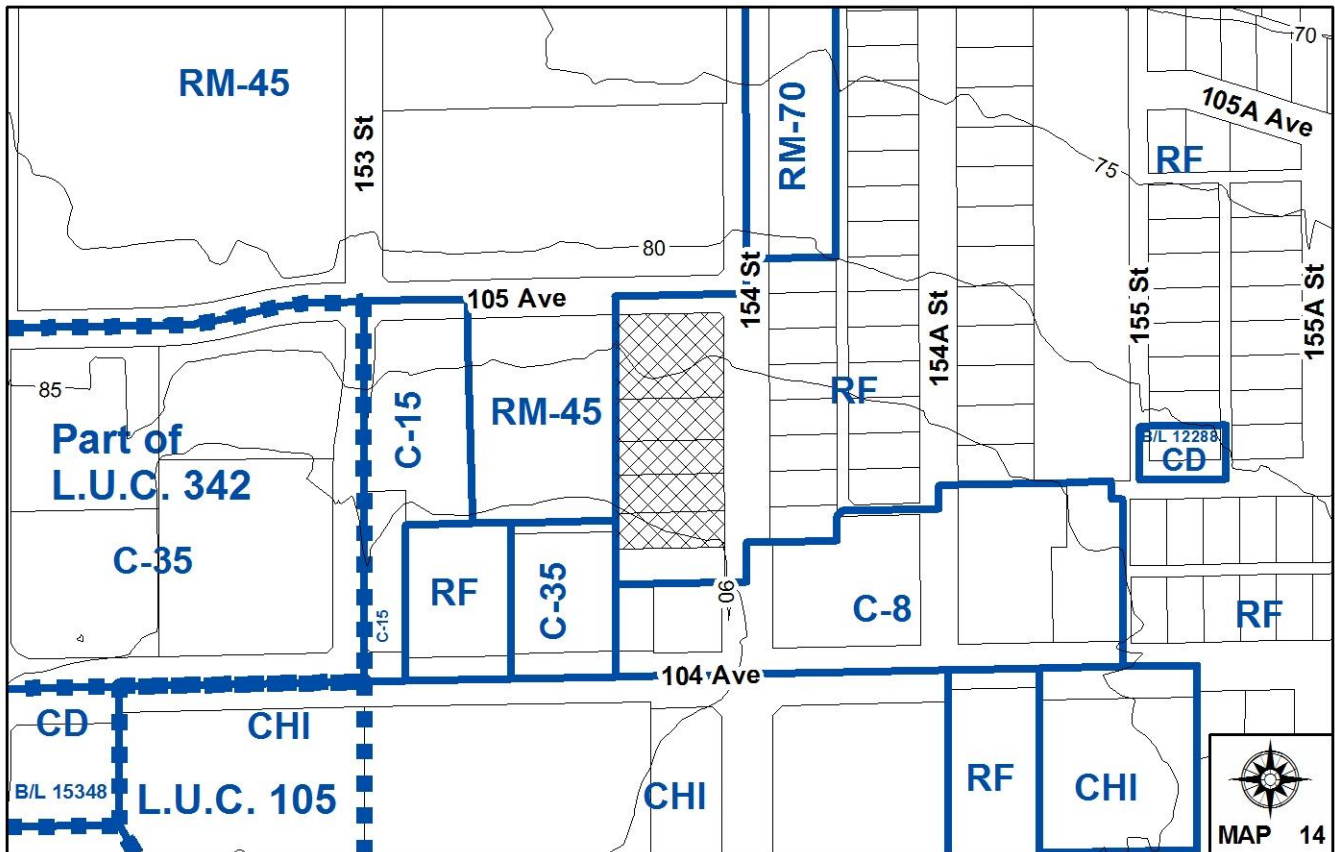 RM-45
153 St
RM-70
70
105A Ave
RF
75
80
154 St
105 Ave
154A St
155 St
155A St
85
Part of
L.U.C. 342
C-15
RM-45
RF
B/L 12288
CD
C-35
C-15
RF
C-35
90
C-8
RF
104 Ave
CD
CHI
B/L 15348
L.U.C. 105
CHI
RF
CHI
MAP 14